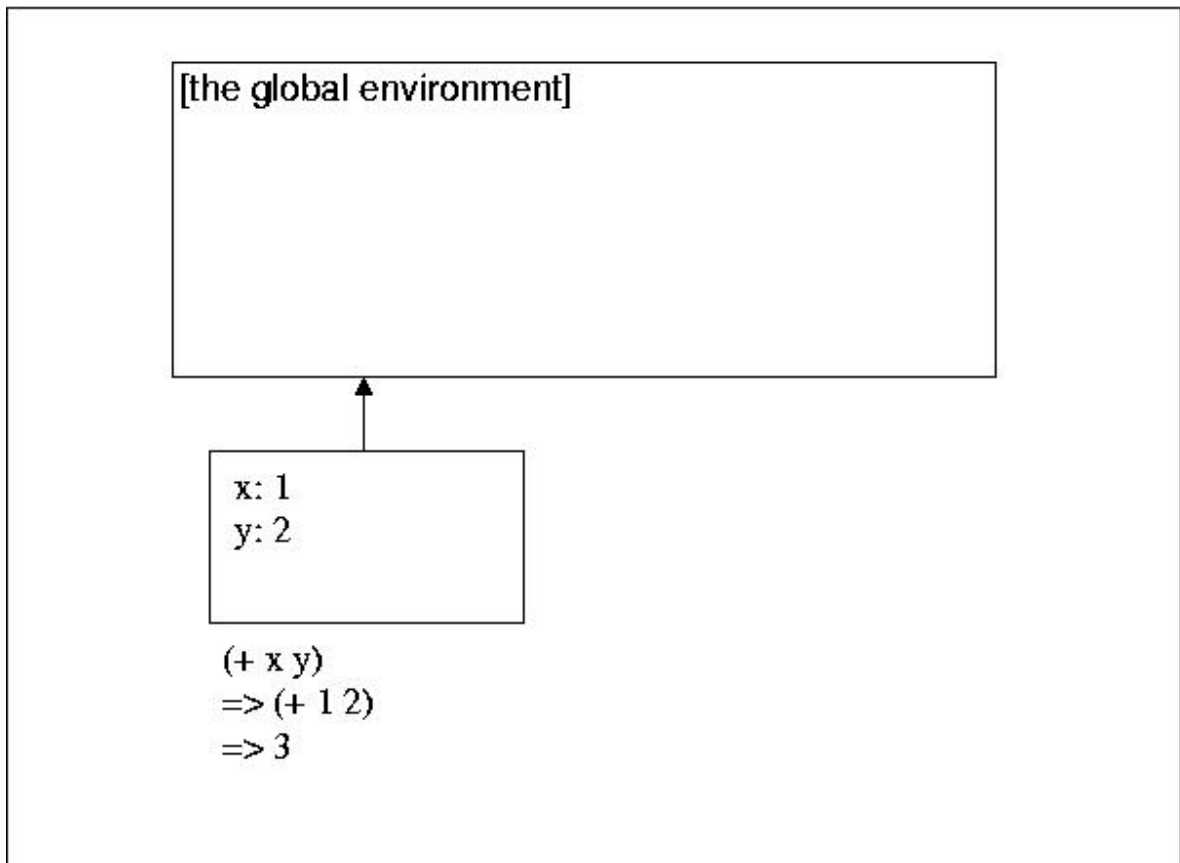 [the global environment]
x: 1
y: 2
(+ x y)
=> (+ 1 2)
=> 3